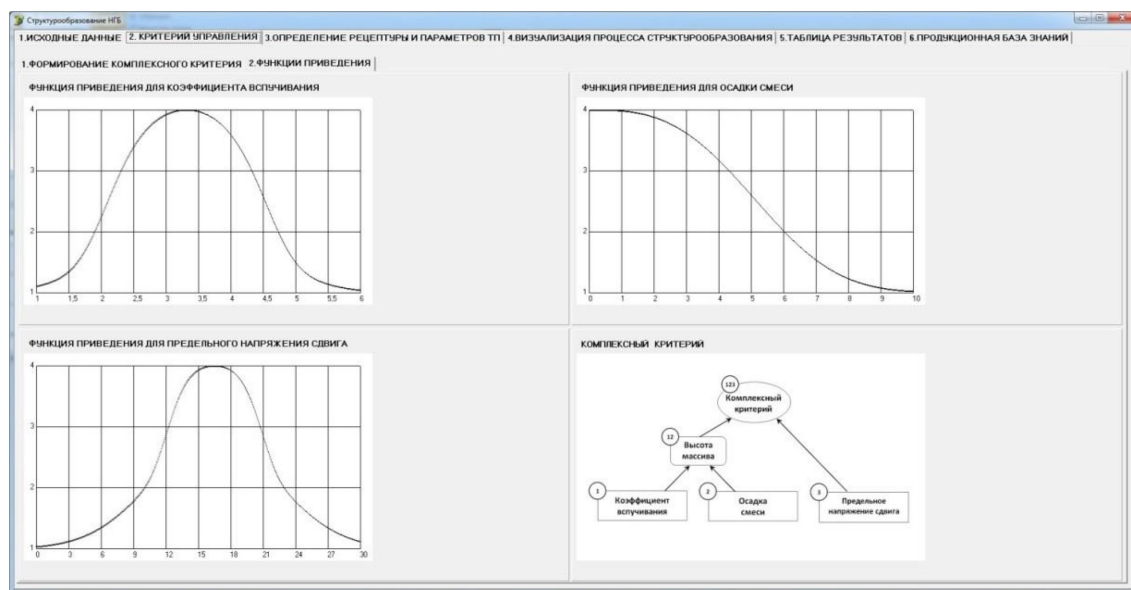 Структурообразование НГБ
1.ИСХОДНЫЕ ДАННЫЕ 2. КРИТЕРИЙ УПРАВЛЕНИЯ 3.ОПРЕДЕЛЕНИЕ РЕЦЕПТУРЫ И ПАРАМЕТРОВ ТП 4.ВИЗУАЛИЗАЦИЯ ПРОЦЕССА СТРУКТУРООБРАЗОВАНИЯ 5.ТАБЛИЦА РЕЗУЛЬТАТОВ 6.ПРОДУКЦИОННАЯ БАЗА ЗНАНИЙ
1.ФОРМИРОВАНИЕ КОМПЛЕКСНОГО КРИТЕРИЯ 2.ФУНКЦИИ ПРИВЕДЕНИЯ
ФУНКЦИЯ ПРИВЕДЕНИЯ ДЛЯ КОЭФФИЦИЕНТА ВСПУЧИВАНИЯ
4
3
2
1
1 1,5 2 2,5 3 3,5 4 4,5 5 5,5 6
ФУНКЦИЯ ПРИВЕДЕНИЯ ДЛЯ ОСАДКИ СМЕСИ
4
3
2
1
0 1 2 3 4 5 6 7 8 9 10
ФУНКЦИЯ ПРИВЕДЕНИЯ ДЛЯ ПРЕДЕЛЬНОГО НАПРЯЖЕНИЯ СДВИГА
4
3
2
1
0 3 6 9 12 15 18 21 24 27 30
КОМПЛЕКСНЫЙ КРИТЕРИЙ
123
Комплексный
критерий
12
Высота
массива
1
Коэффициент
вспучивания
2
Осадка
смеси
3
Предельное
напряжение сдвига